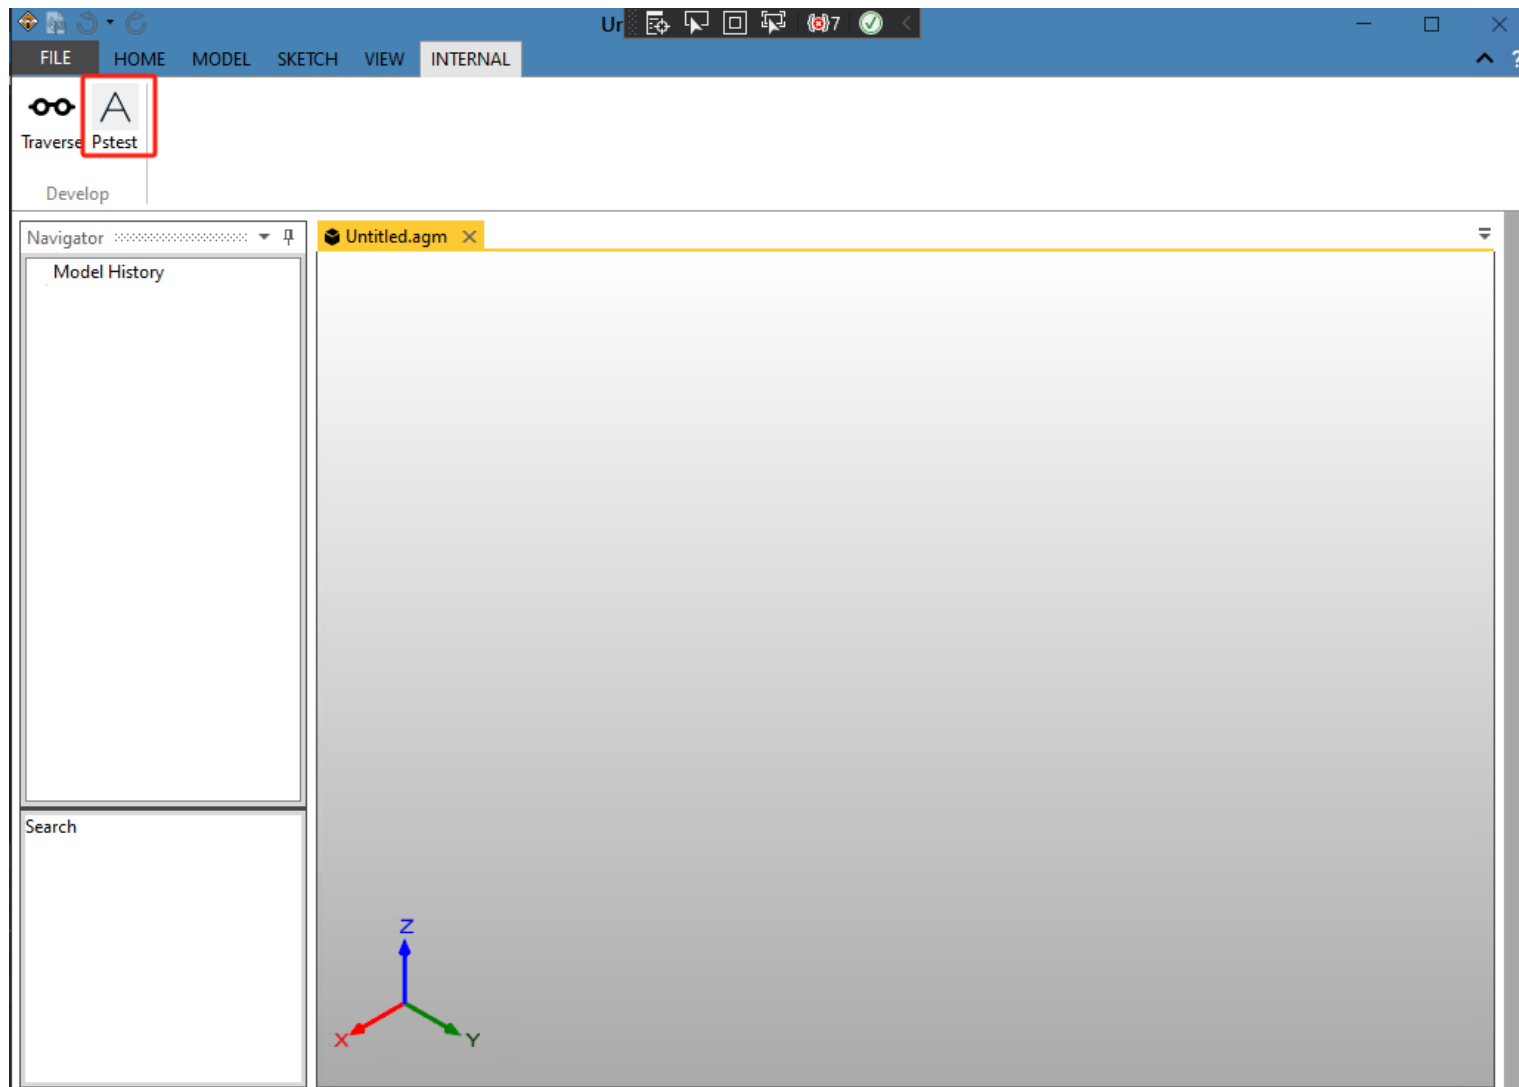 Ur
7
FILE HOME MODEL SKETCH VIEW INTERNAL
?
Traverse Pstest
Develop
Navigator
Untitled.agm
Model History
Search
Z
X
Y